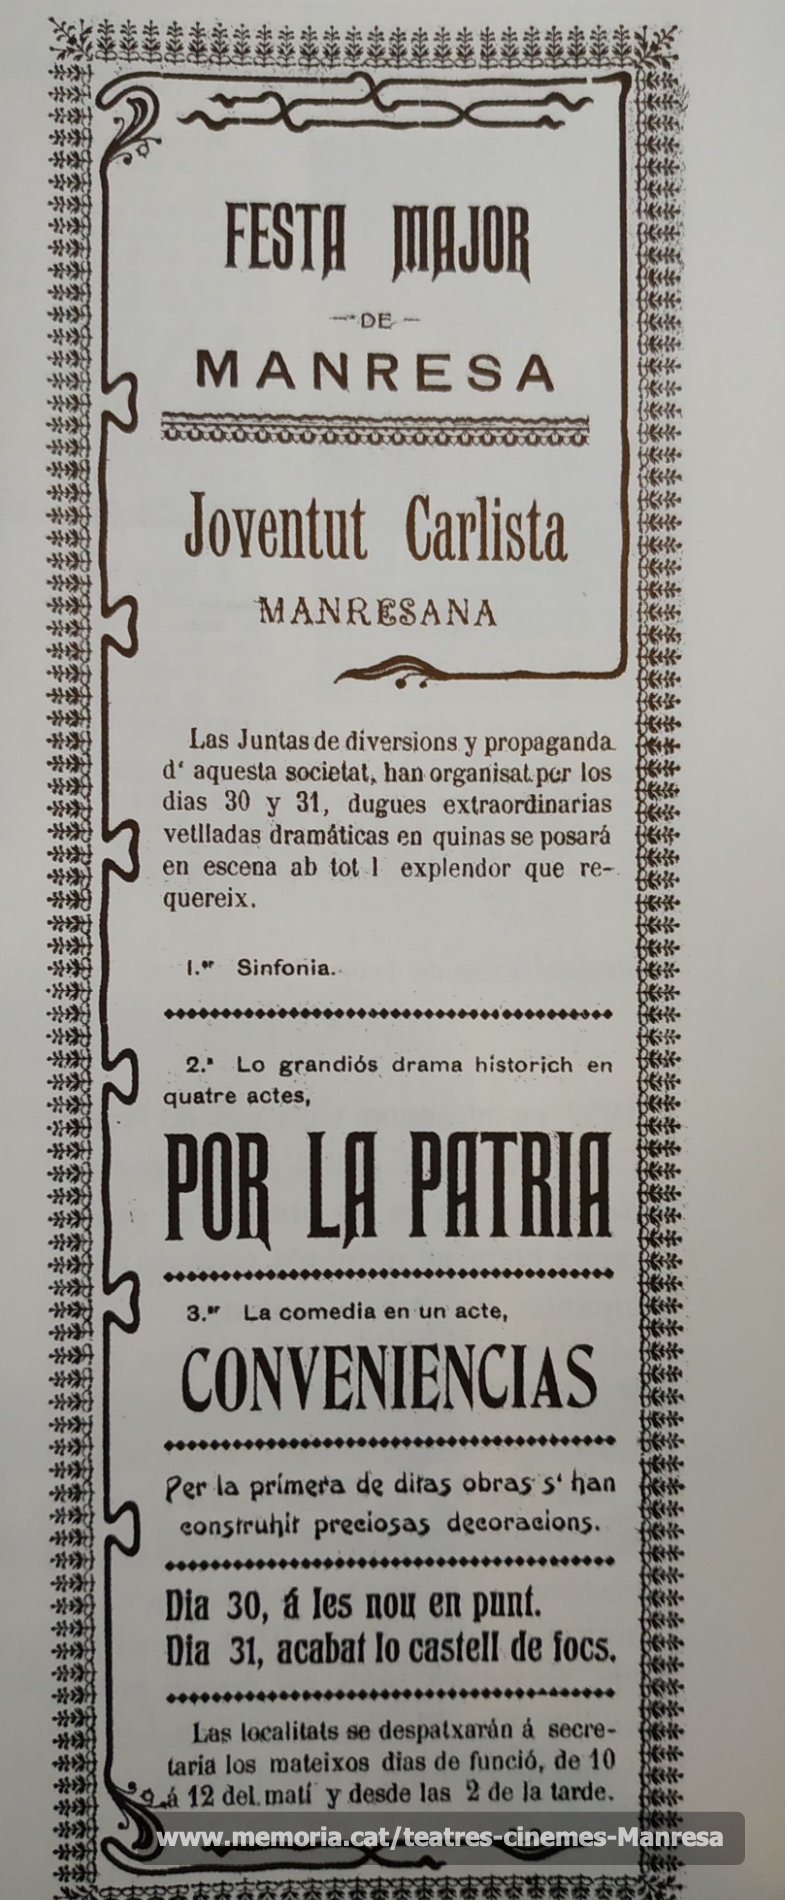 FESTA MAJOR
DE
MANRESA
Joventut Carlista
MANRESANA
Las Juntas de diversions y propaganda
d' aquesta societat, han organisat per los
dias 30 y 31, dugues extraordinarias
vetlladas dramáticas en quinas se posará
en escena ab tot l explendor que re-
quereix.
1.er Sinfonia.
2.ª Lo grandiós drama historich en
quatre actes,
POR LA PATRIA
3.er La comedia en un acte,
CONVENIENCIAS
Per la primera de ditas obras s' han
construhit preciosas decoracions.
Dia 30, á les nou en punt.
Dia 31, acabat lo castell de focs.
Las localitats se despatxarán á secre-
taria los mateixos dias de funció, de 10
á 12 del matí y desde las 2 de la tarde.
www.memoria.cat/teatres-cinemes-Manresa